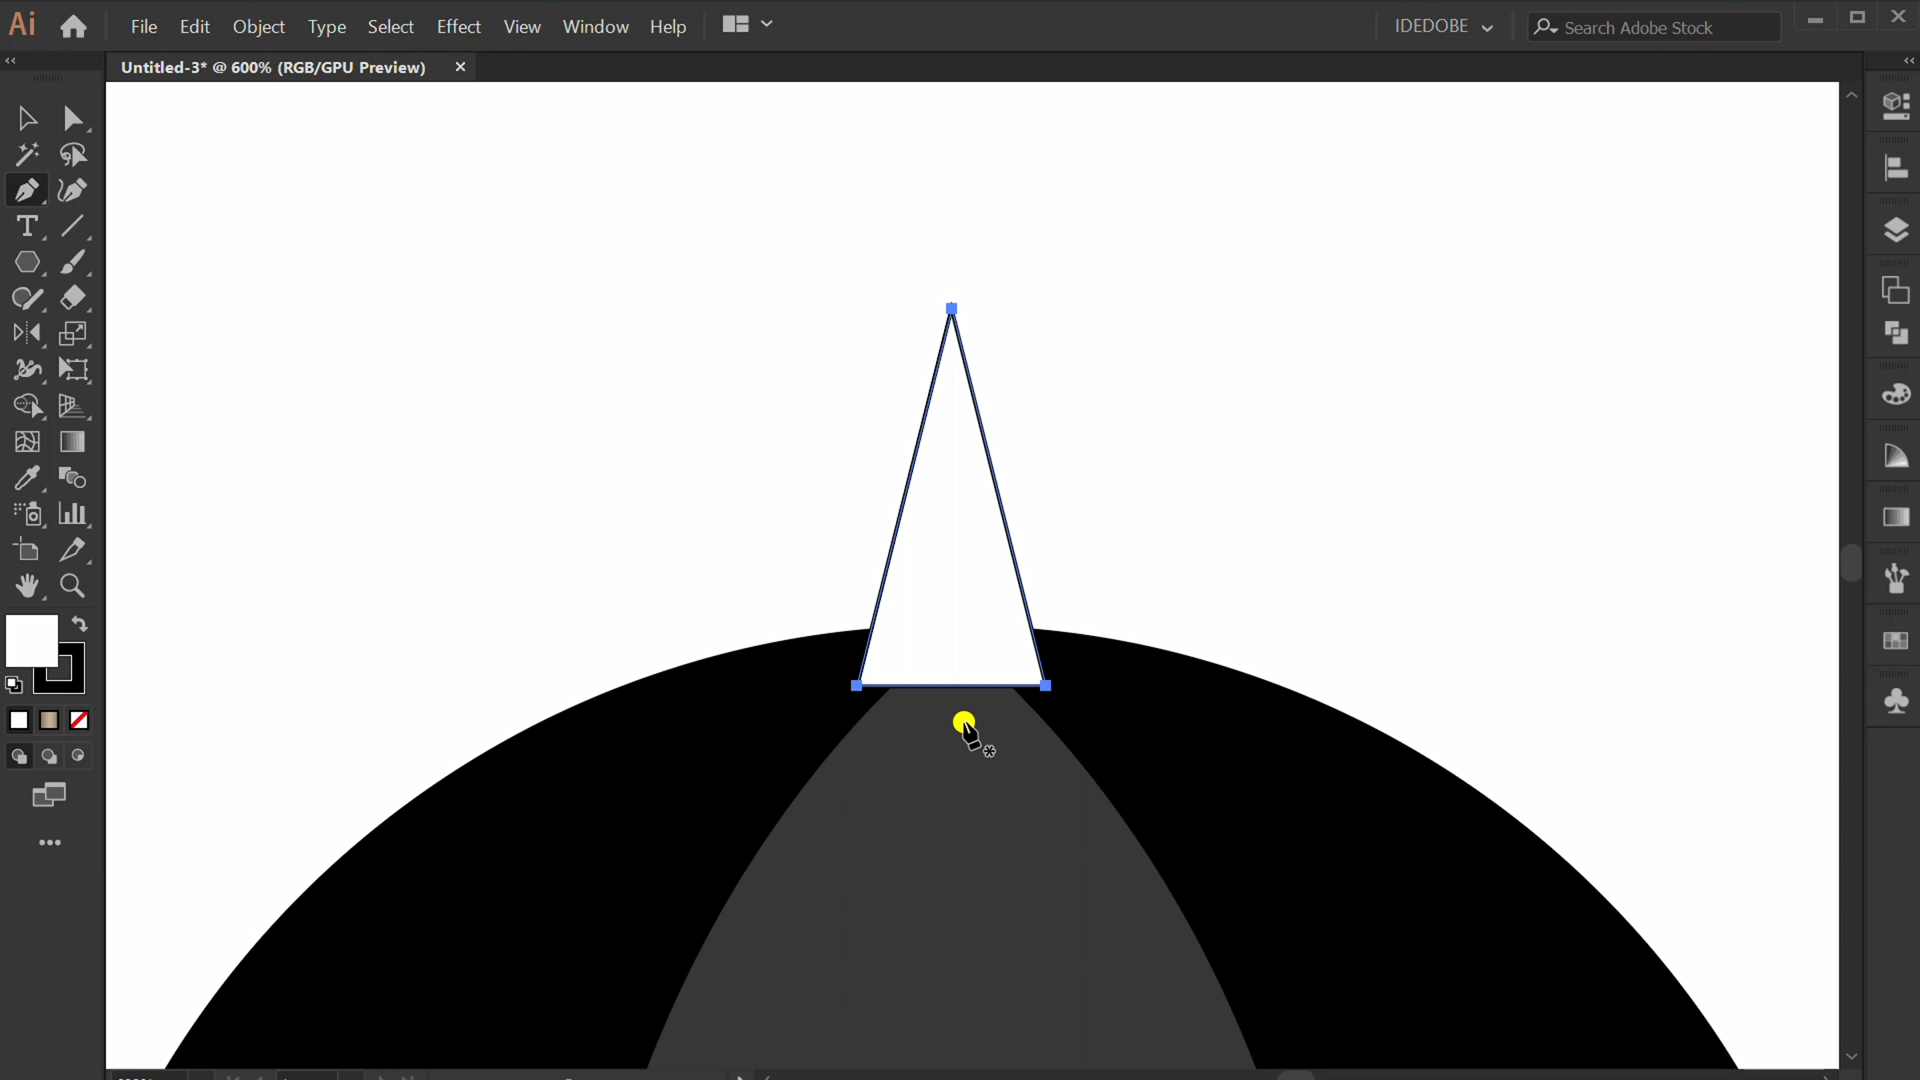 Ai File Edit Object Type Select Effect View Window Help IDEDOBE Search Adobe Stock
Untitled-3* @ 600% (RGB/GPU Preview)